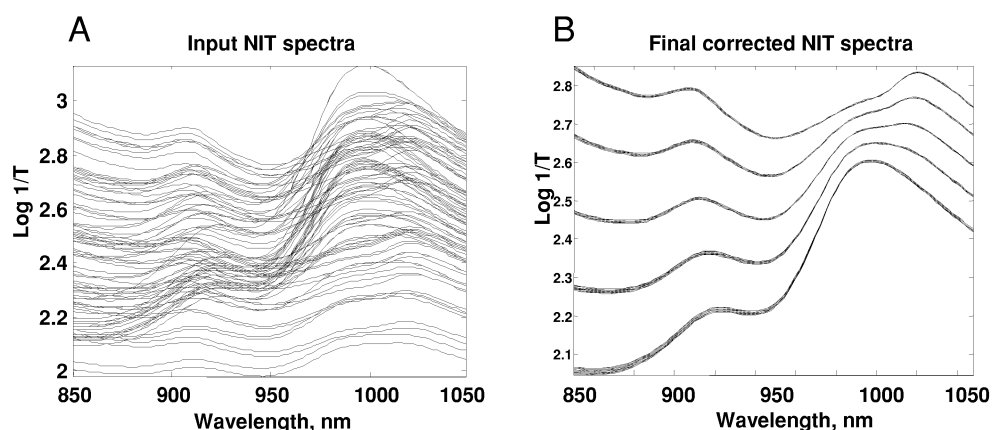 A
Input NIT spectra
Log 1/T
3
2.8
2.6
2.4
2.2
2
850 900 950 1000 1050
Wavelength, nm
B
Final corrected NIT spectra
Log 1/T
2.8
2.7
2.6
2.5
2.4
2.3
2.2
2.1
850 900 950 1000 1050
Wavelength, nm